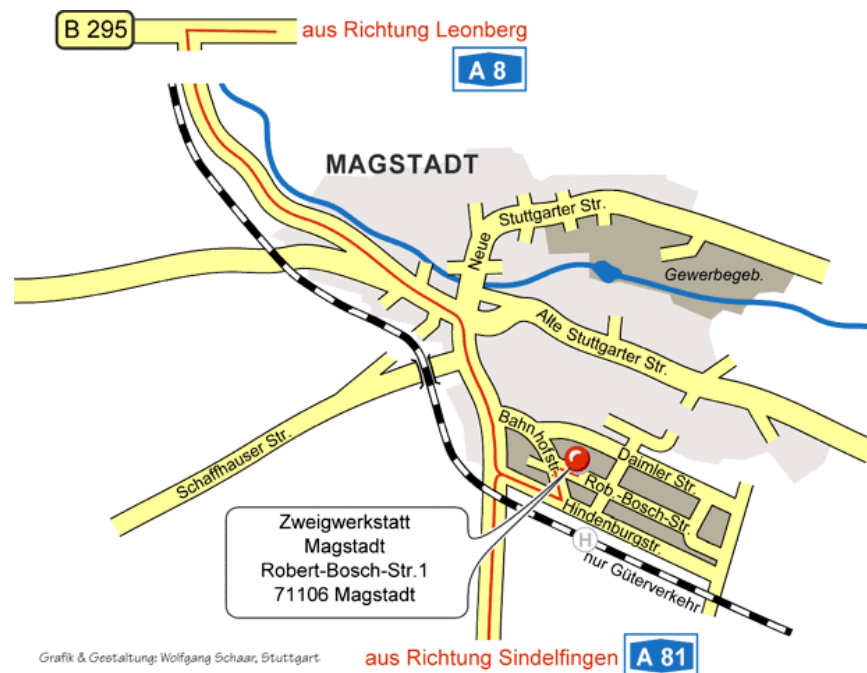 B 295
aus Richtung Leonberg
A 8
MAGSTADT
Neue
Stuttgarter Str.
Gewerbegeb.
Alte Stuttgarter Str.
Schaffhauser Str.
Bahnhofstr.
Daimler Str.
Rob.-Bosch-Str.
Hindenburgstr.
H
nur Güterverkehr
Zweigwerkstatt
Magstadt
Robert-Bosch-Str.1
71106 Magstadt
Grafik & Gestaltung: Wolfgang Schaar, Stuttgart
aus Richtung Sindelfingen
A 81